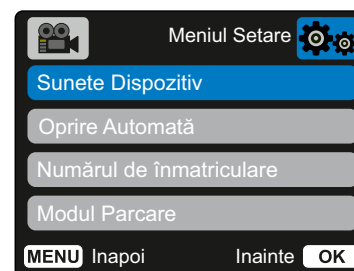 Meniul Setare
Sunete Dispozitiv
Oprire Automată
Numărul de înmatriculare
Modul Parcare
MENU Inapoi Inainte OK